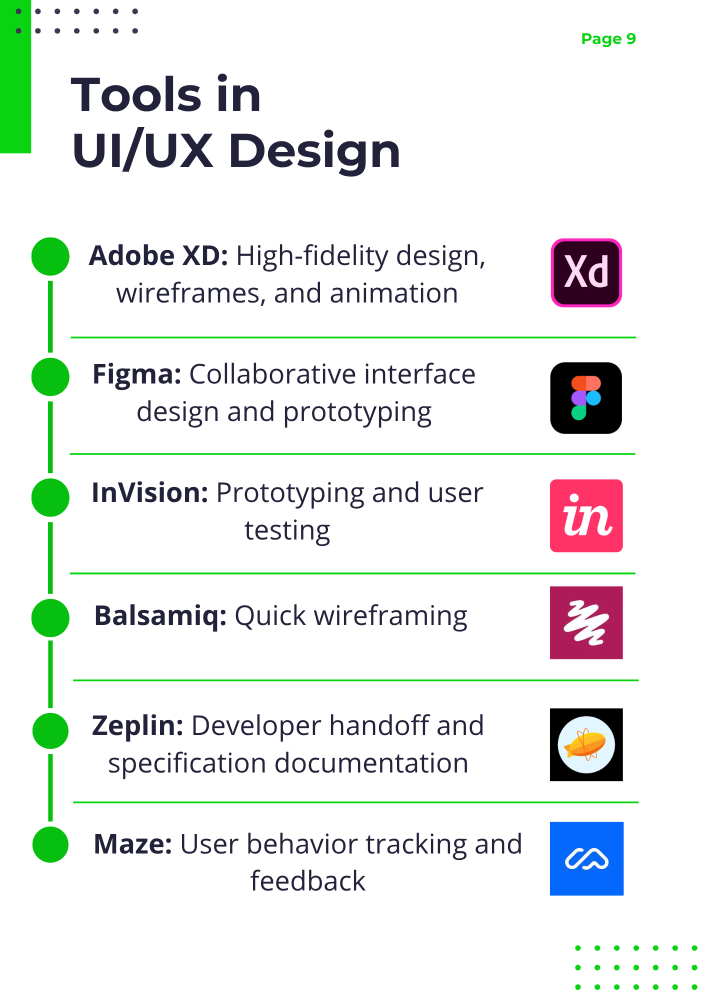 Page 9
Tools in
UI/UX Design
Adobe XD: High-fidelity design,
wireframes, and animation
Xd
Figma: Collaborative interface
design and prototyping
InVision: Prototyping and user
testing
in
Balsamiq: Quick wireframing
Zeplin: Developer handoff and
specification documentation
Maze: User behavior tracking and
feedback